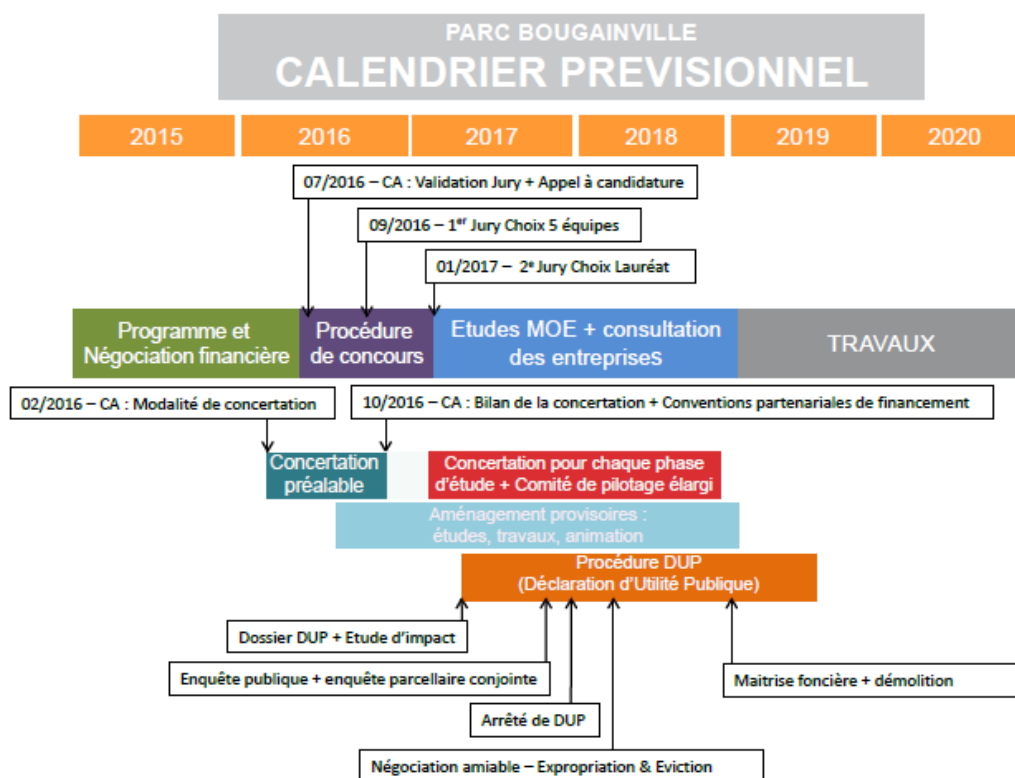 PARC BOUGAINVILLE
CALENDRIER PREVISIONNEL
2015 2016 2017 2018 2019 2020
07/2016 – CA : Validation Jury + Appel à candidature
09/2016 – 1er Jury Choix 5 équipes
01/2017 – 2e Jury Choix Lauréat
Programme et
Négociation financière
Procédure
de concours
Etudes MOE + consultation
des entreprises
TRAVAUX
02/2016 – CA : Modalité de concertation
10/2016 – CA : Bilan de la concertation + Conventions partenariales de financement
Concertation
préalable
Concertation pour chaque phase
d'étude + Comité de pilotage élargi
Aménagement provisoires :
études, travaux, animation
Procédure DUP
(Déclaration d'Utilité Publique)
Dossier DUP + Etude d'impact
Enquête publique + enquête parcellaire conjointe
Maitrise foncière + démolition
Arrêté de DUP
Négociation amiable – Expropriation & Eviction